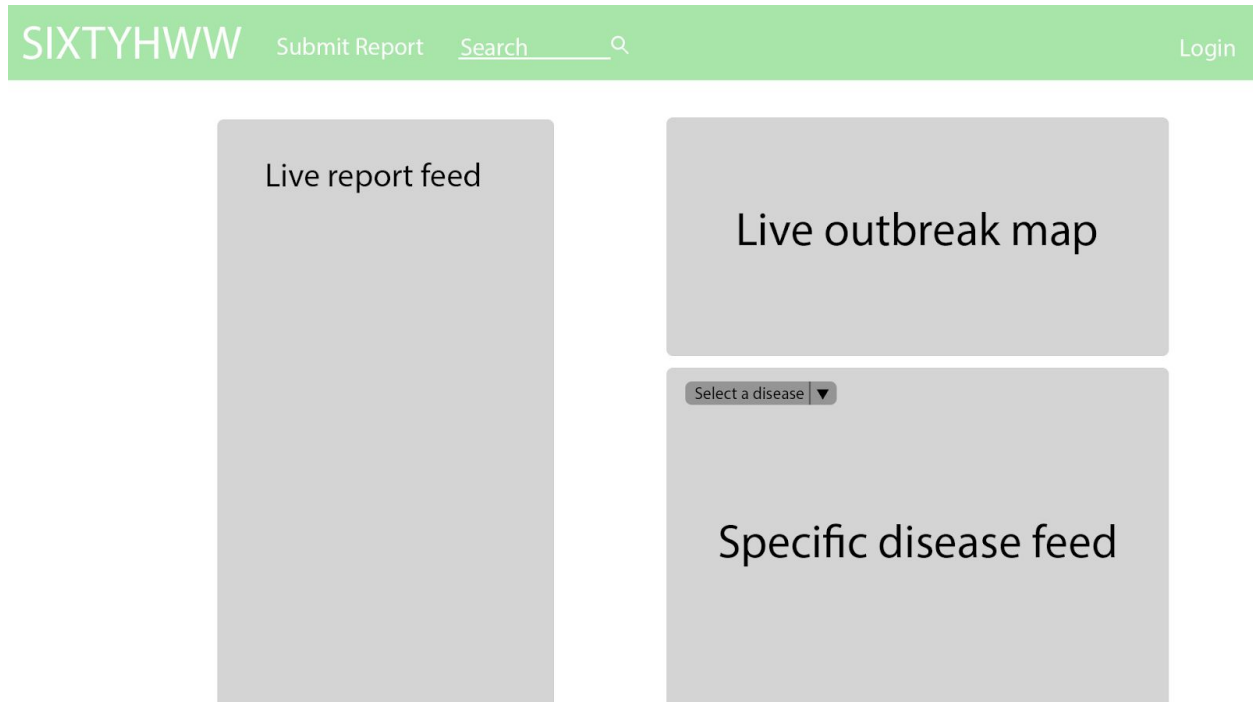 SIXTYHWW Submit Report Search Login
Live report feed
Live outbreak map
Select a disease
Specific disease feed